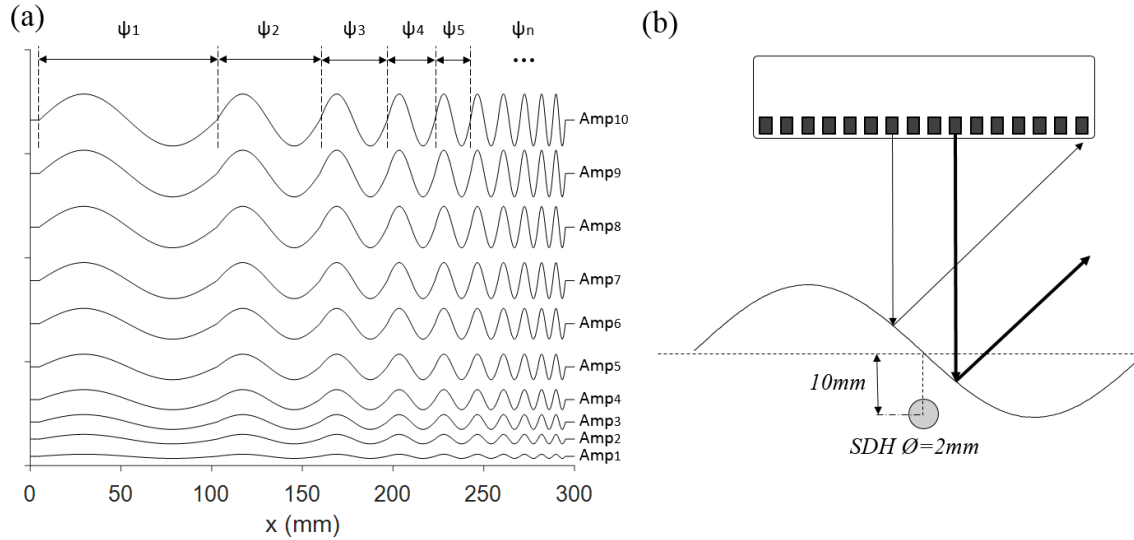 (a)
ψ1 ψ2 ψ3 ψ4 ψ5 ψn
...
Amp10
Amp9
Amp8
Amp7
Amp6
Amp5
Amp4
Amp3
Amp2
Amp1
0 50 100 150 200 250 300
x (mm)
(b)
10mm
SDH Ø=2mm